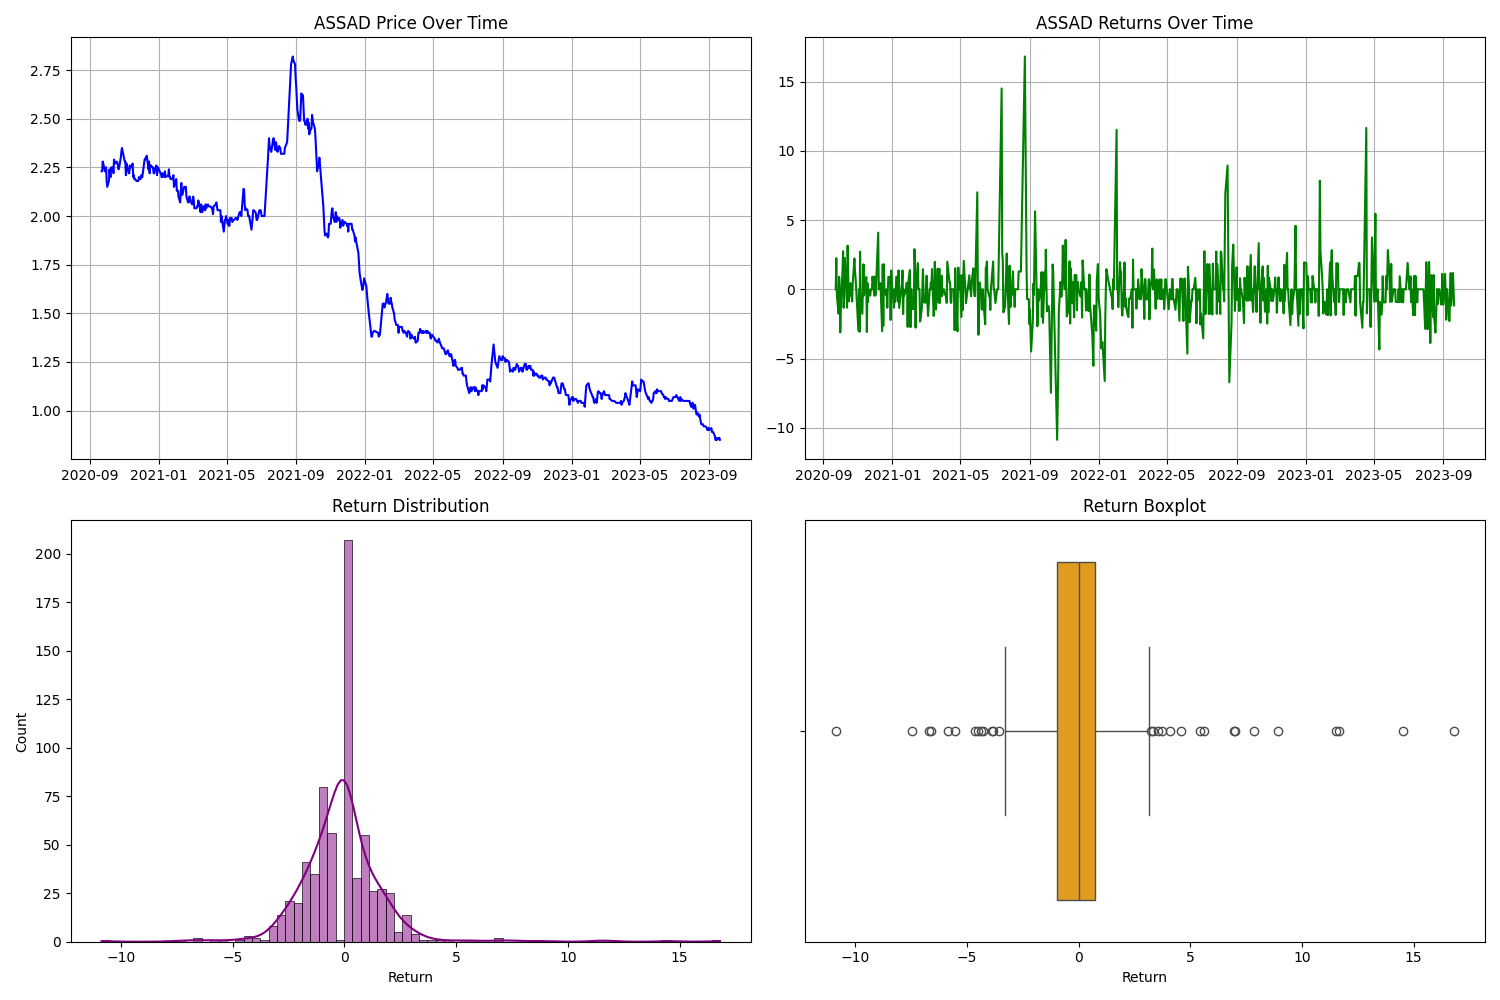 ASSAD Price Over Time
2.75
2.50
2.25
2.00
1.75
1.50
1.25
1.00
2020-09 2021-01 2021-05 2021-09 2022-01 2022-05 2022-09 2023-01 2023-05 2023-09
ASSAD Returns Over Time
15
10
5
0
−5
−10
2020-09 2021-01 2021-05 2021-09 2022-01 2022-05 2022-09 2023-01 2023-05 2023-09
Return Distribution
Count
200
175
150
125
100
75
50
25
0
−10 −5 0 5 10 15
Return
Return Boxplot
−10 −5 0 5 10 15
Return